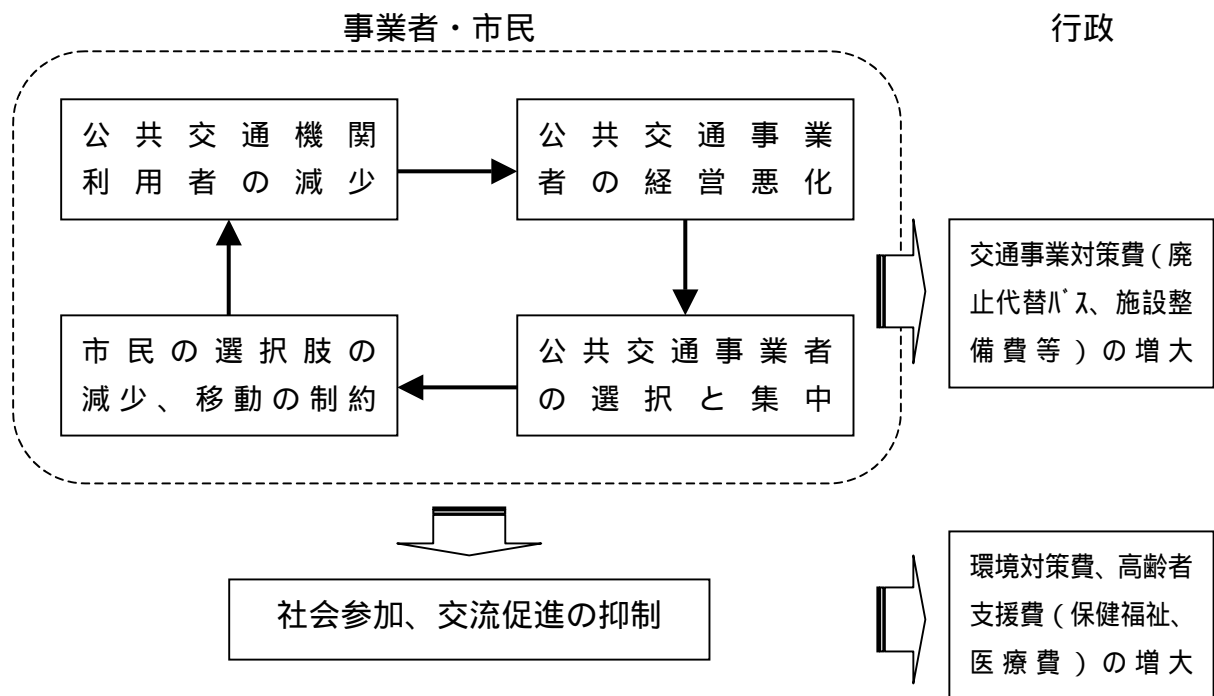 事業者・市民
行政
公共交通機関
利用者の減少
公共交通事業
者の経営悪化
市民の選択肢の
減少、移動の制約
公共交通事業者
の選択と集中
交通事業対策費(廃
止代替バス、施設整
備費等)の増大
社会参加、交流促進の抑制
環境対策費、高齢者
支援費(保健福祉、
医療費)の増大